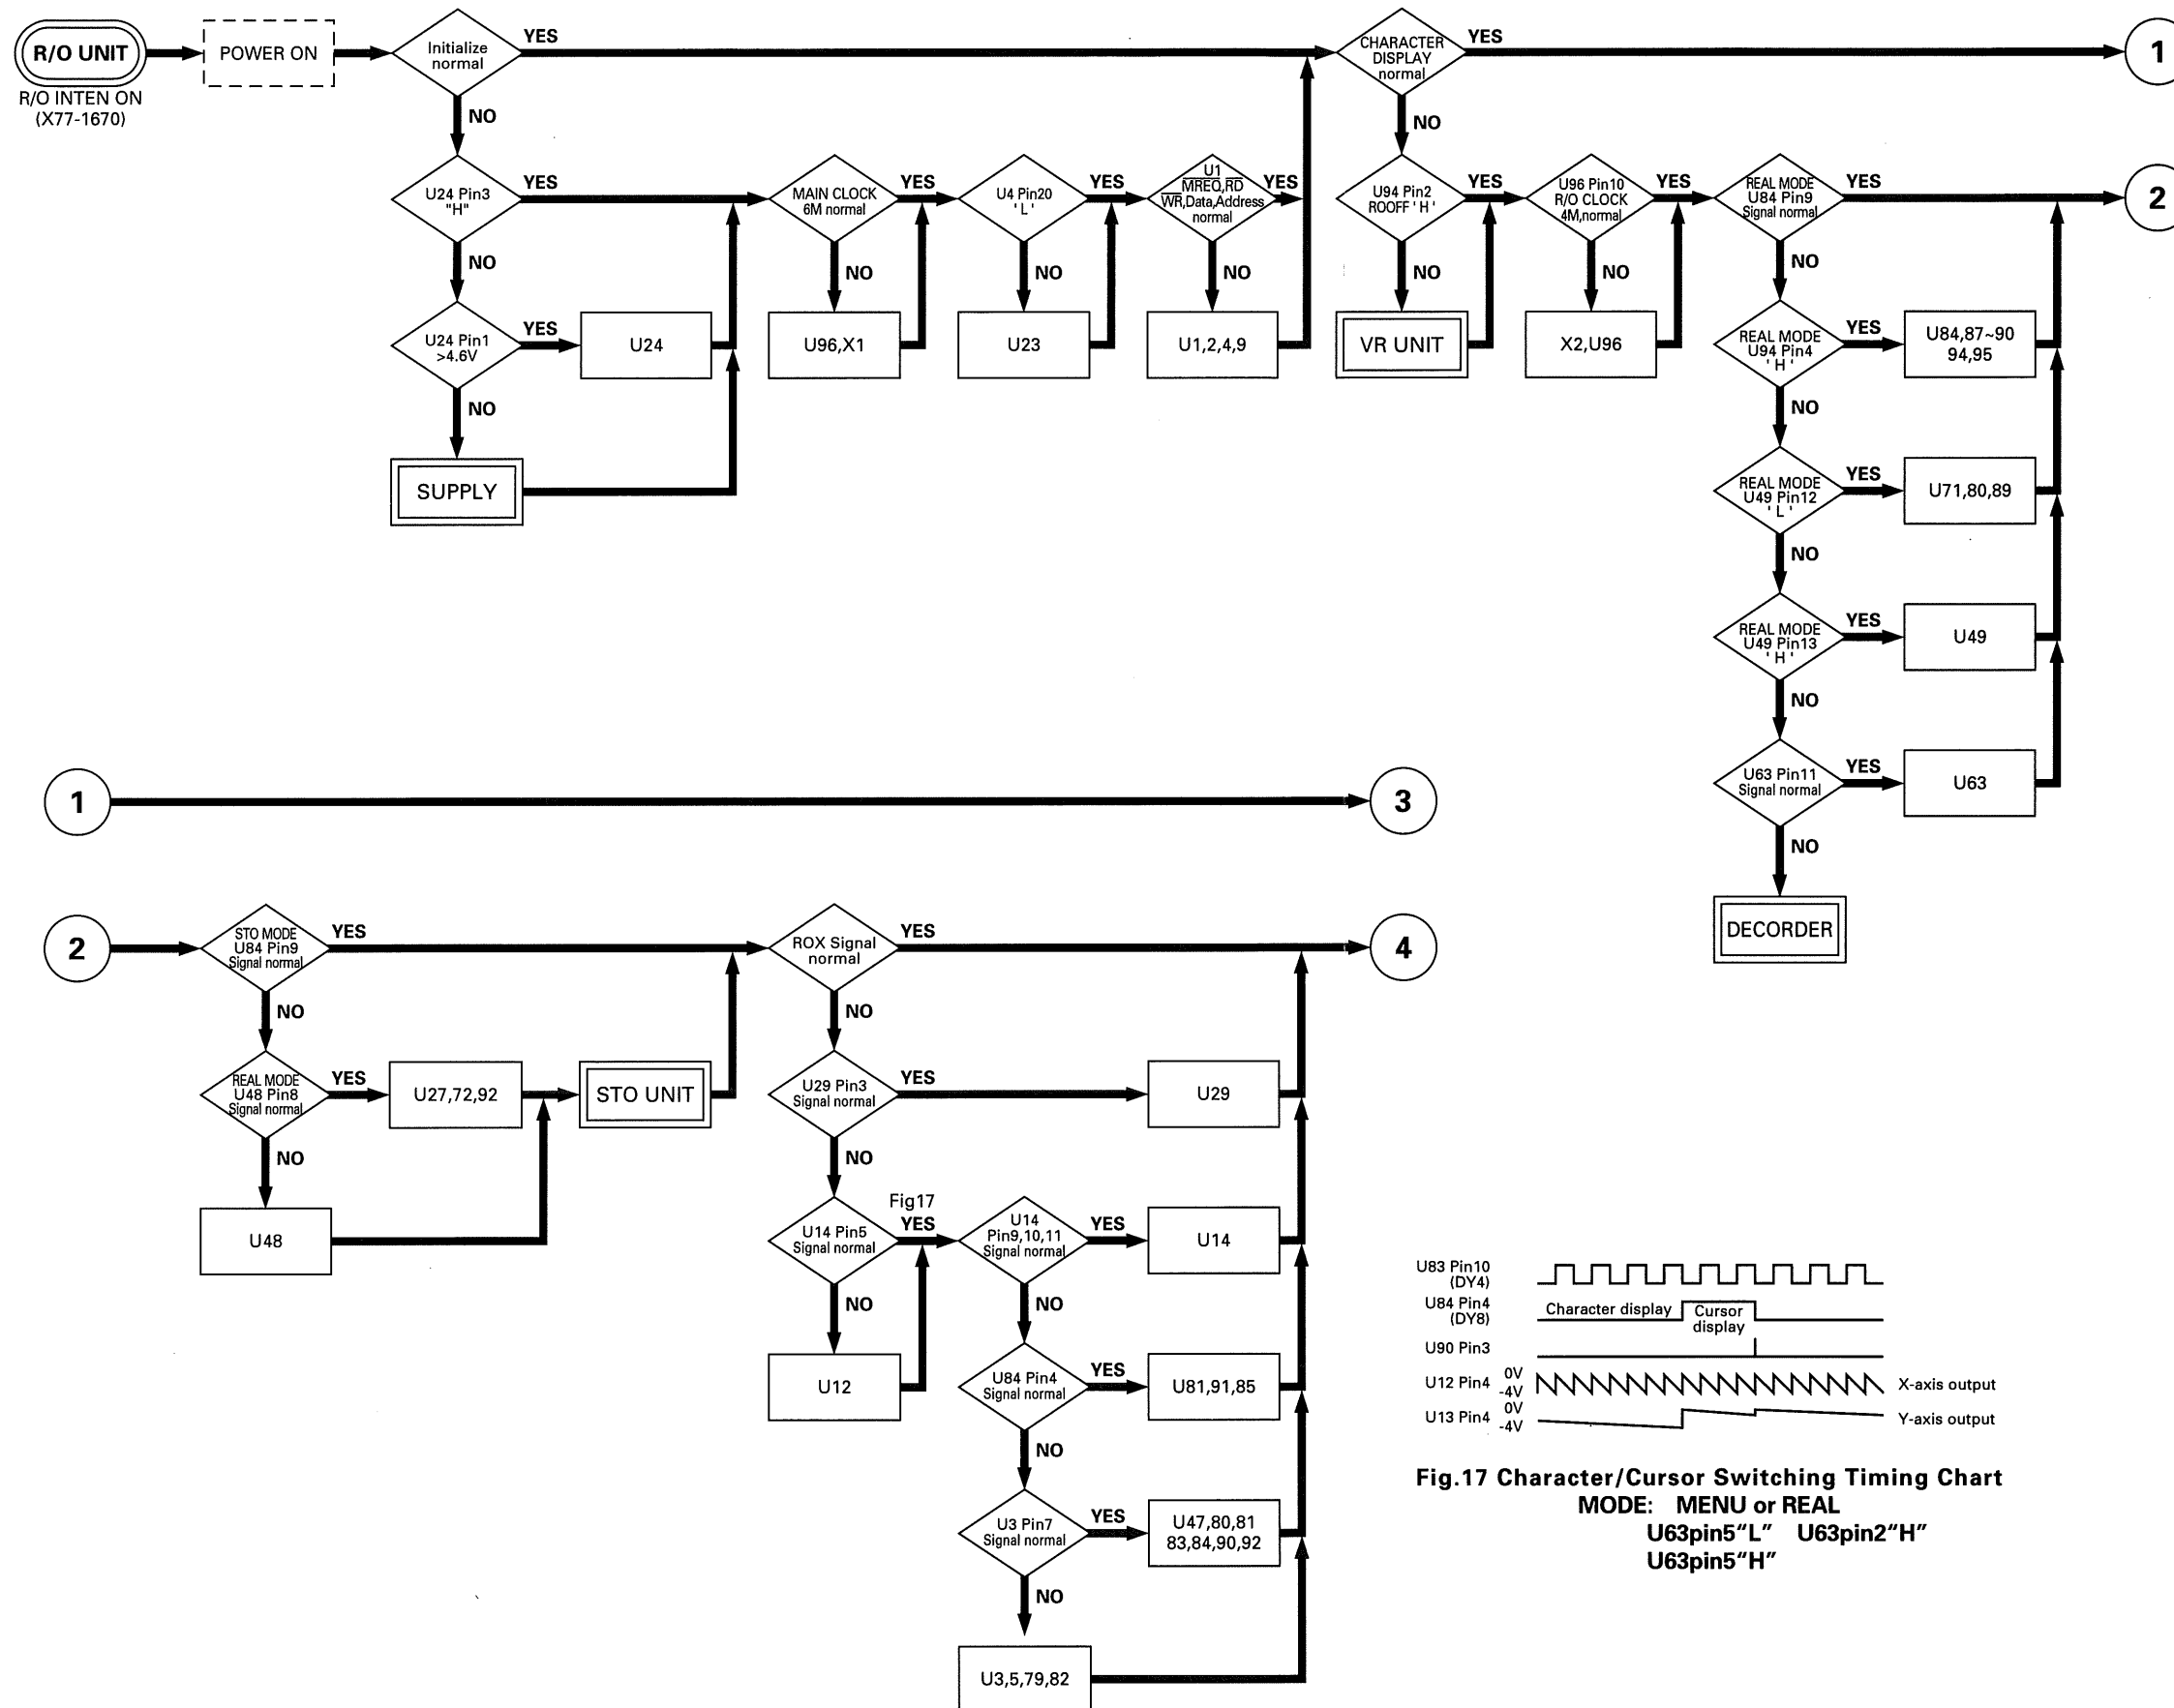 R/O UNIT
R/O INTEN ON
(X77-1670)
POWER ON
Initialize
normal
YES
NO
U24 Pin3
"H"
YES
NO
U24 Pin1
>4.6V
YES
NO
U24
SUPPLY
MAIN CLOCK
6M normal
YES
NO
U96,X1
U4 Pin20
'L'
YES
NO
U23
U1
MREQ,RD
WR,Data,Address
normal
YES
NO
U1,2,4,9
CHARACTER
DISPLAY
normal
YES
1
NO
U94 Pin2
ROOFF 'H'
YES
NO
VR UNIT
U96 Pin10
R/O CLOCK
4M,normal
YES
NO
X2,U96
REAL MODE
U84 Pin9
Signal normal
YES
2
NO
REAL MODE
U94 Pin4
'H'
YES
U84,87~90
94,95
NO
REAL MODE
U49 Pin12
'L'
YES
U71,80,89
NO
REAL MODE
U49 Pin13
'H'
YES
U49
NO
U63 Pin11
Signal normal
YES
U63
NO
DECORDER
1
3
2
STO MODE
U84 Pin9
Signal normal
YES
NO
REAL MODE
U48 Pin8
Signal normal
YES
U27,72,92
STO UNIT
NO
U48
ROX Signal
normal
YES
4
NO
U29 Pin3
Signal normal
YES
U29
NO
U14 Pin5
Signal normal
Fig17
YES
NO
U12
U14
Pin9,10,11
Signal normal
YES
U14
NO
U84 Pin4
Signal normal
YES
U81,91,85
NO
U3 Pin7
Signal normal
YES
U47,80,81
83,84,90,92
NO
U3,5,79,82
U83 Pin10
(DY4)
U84 Pin4
(DY8)
Character display
Cursor
display
U90 Pin3
U12 Pin4
0V
-4V
X-axis output
U13 Pin4
0V
-4V
Y-axis output
Fig.17 Character/Cursor Switching Timing Chart
MODE: MENU or REAL
U63pin5“L” U63pin2“H”
U63pin5“H”